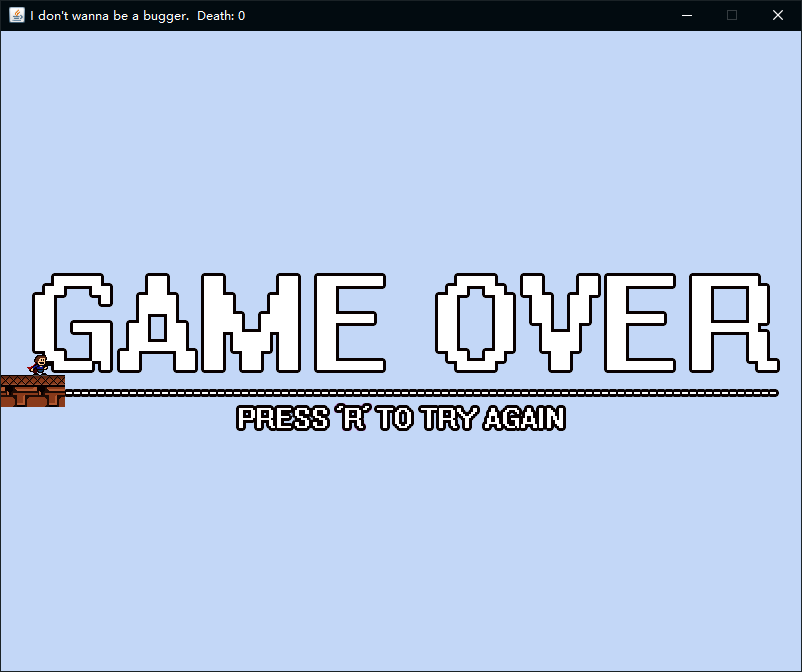 I don't wanna be a bugger.  Death: 0
GAME OVER
PRESS 'R' TO TRY AGAIN